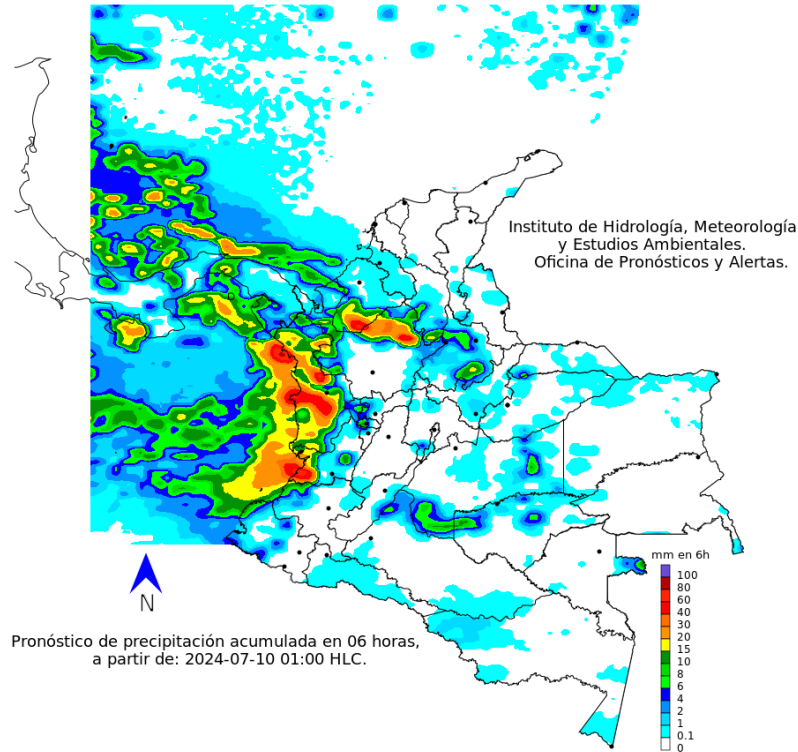 Instituto de Hidrología, Meteorología
y Estudios Ambientales.
Oficina de Pronósticos y Alertas.
mm en 6h
100
80
60
40
30
20
15
10
8
6
4
2
1
0.1
0
N
Pronóstico de precipitación acumulada en 06 horas,
a partir de: 2024-07-10 01:00 HLC.